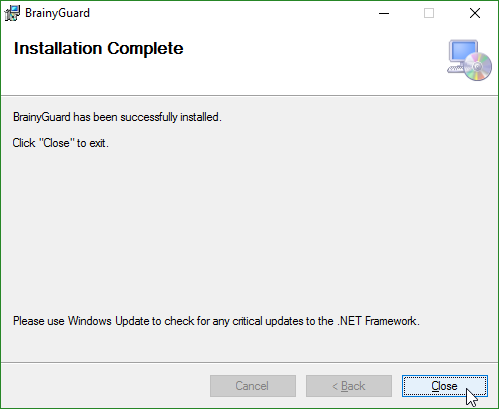 BrainyGuard
Installation Complete
BrainyGuard has been successfully installed.
Click "Close" to exit.
Please use Windows Update to check for any critical updates to the .NET Framework.
Cancel
< Back
Close